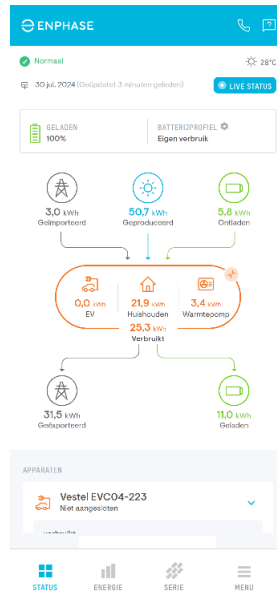 ENPHASE
Normaal
28°C
30 jul. 2024 (Geüpdatet 3 minuten geleden)
LIVE STATUS
GELADEN
100%
BATTERIJPROFIEL
Eigen verbruik
3,0 kWh
Geïmporteerd
50,7 kWh
Geproduceerd
5,8 kWh
Ontladen
0,0 kWh
EV
21,9 kWh
Huishouden
3,4 kWh
Warmtepomp
25,3 kWh
Verbruikt
31,5 kWh
Geëxporteerd
11,0 kWh
Geladen
APPARATEN
Vestel EVC04-223
Niet aangesloten
STATUS
ENERGIE
SERIE
MENU